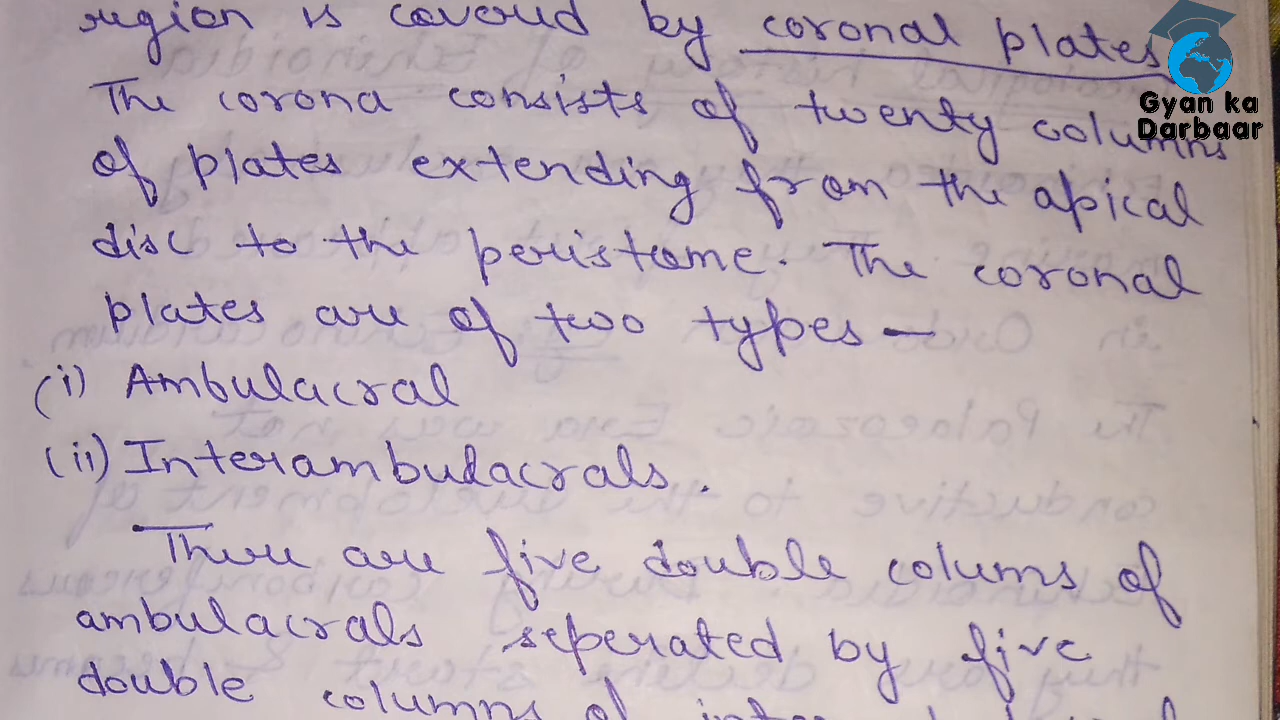 region is covered by coronal plates
Gyan ka
Darbaar
The corona consists of twenty columns
of plates extending from the apical
disc to the peristome. The coronal
plates are of two types —
(i) Ambulacral
(ii) Interambulacrals.
There are five double colums of
ambulacrals seperated by five
double columns of